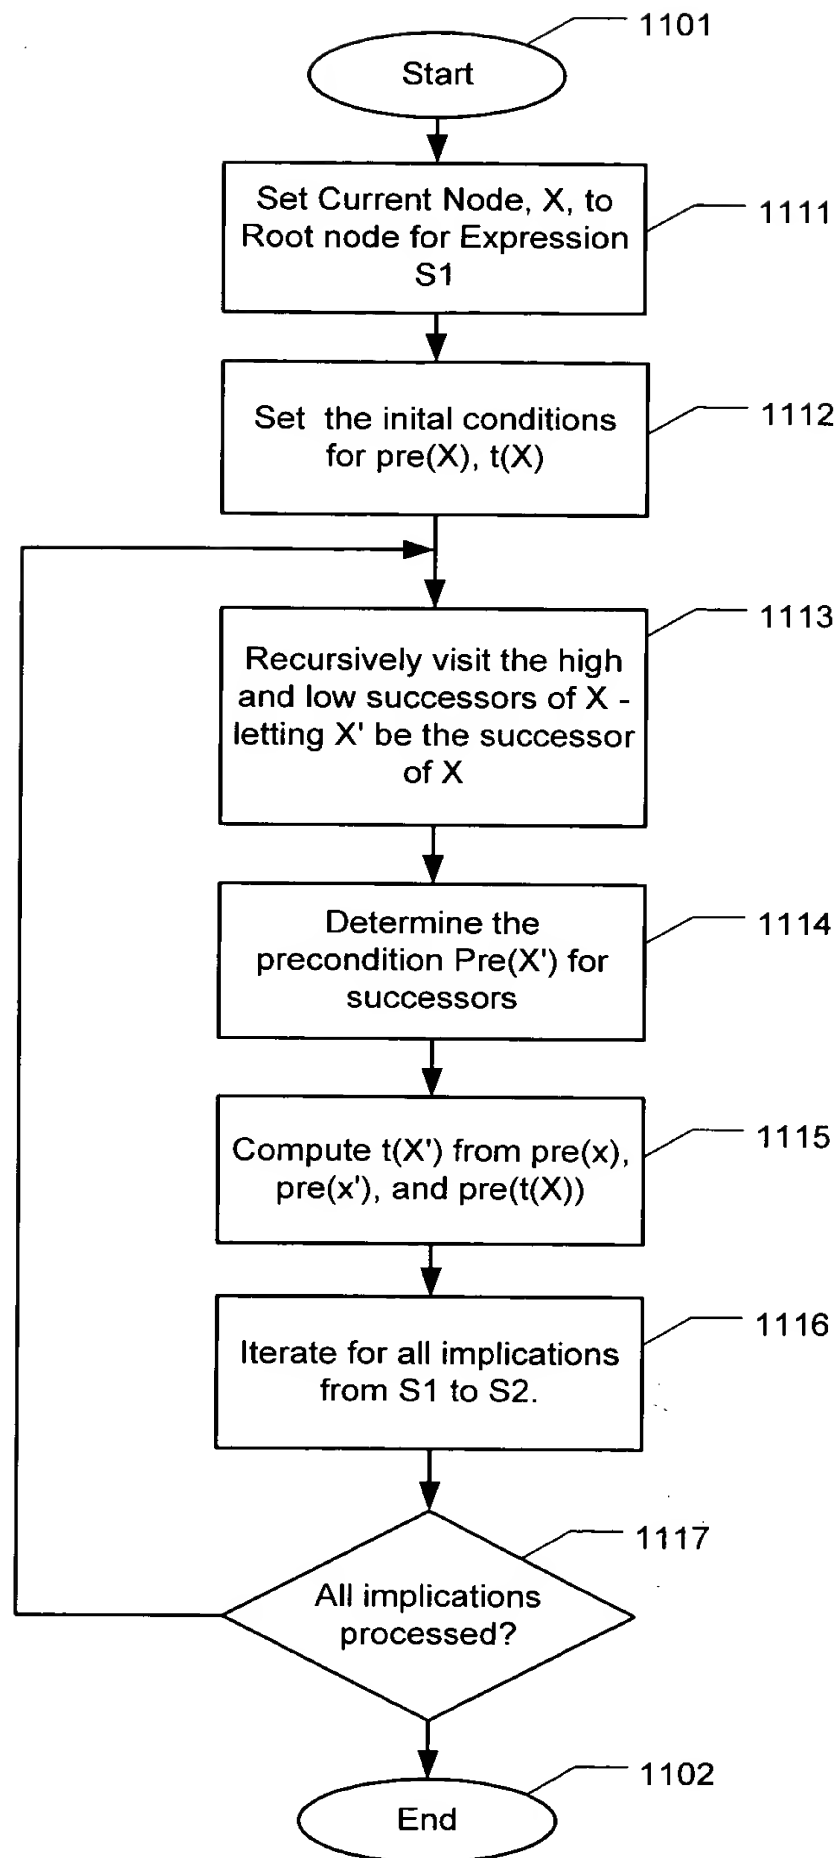 1101
Start
Set Current Node, X, to
Root node for Expression
S1
1111
Set the inital conditions
for pre(X), t(X)
1112
1113
Recursively visit the high
and low successors of X -
letting X' be the successor
of X
Determine the
precondition Pre(X') for
successors
1114
Compute t(X') from pre(x),
pre(x'), and pre(t(X))
1115
Iterate for all implications
from S1 to S2.
1116
1117
All implications
processed?
1102
End